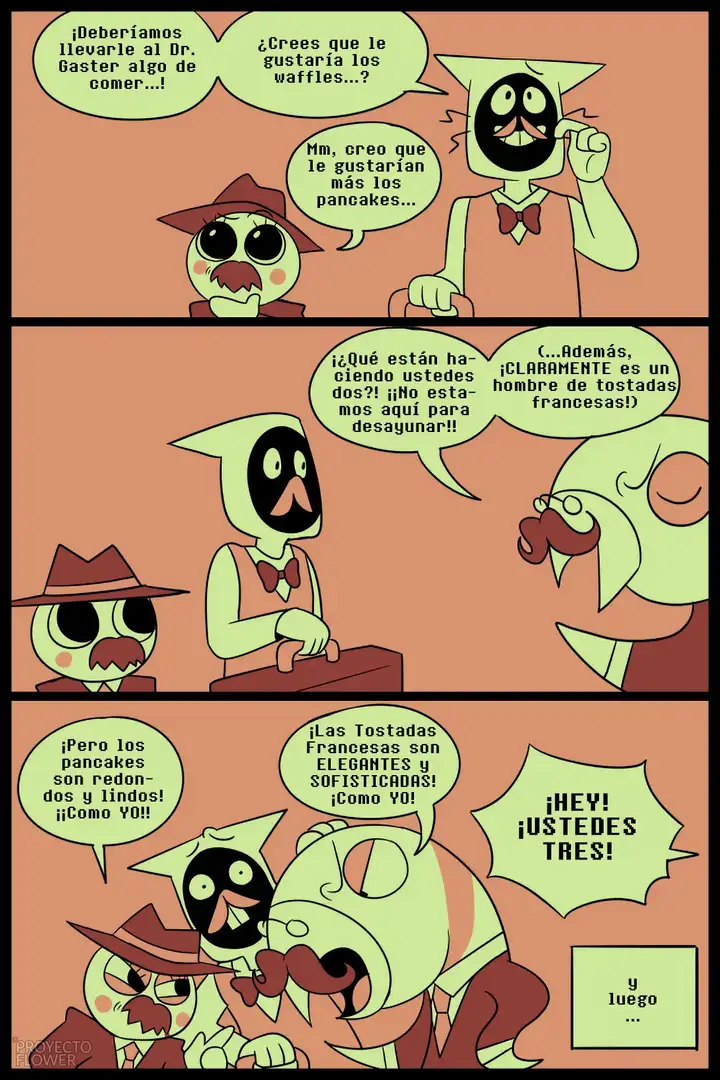 ¡Deberíamos
llevarle al Dr.
Gaster algo de
comer...!
¿Crees que le
gustaría los
waffles...?
Mm, creo que
le gustarían
más los
pancakes...
¡¿Qué están ha-
ciendo ustedes
dos?! ¡¡No esta-
mos aquí para
desayunar!!
(...Además,
¡CLARAMENTE es un
hombre de tostadas
francesas!)
¡Pero los
pancakes
son redon-
dos y lindos!
¡¡Como YO!!
¡Las Tostadas
Francesas son
ELEGANTES y
SOFISTICADAS!
¡Como YO!
¡HEY!
¡USTEDES
TRES!
y
luego
...
PROYECTO
FLOWER